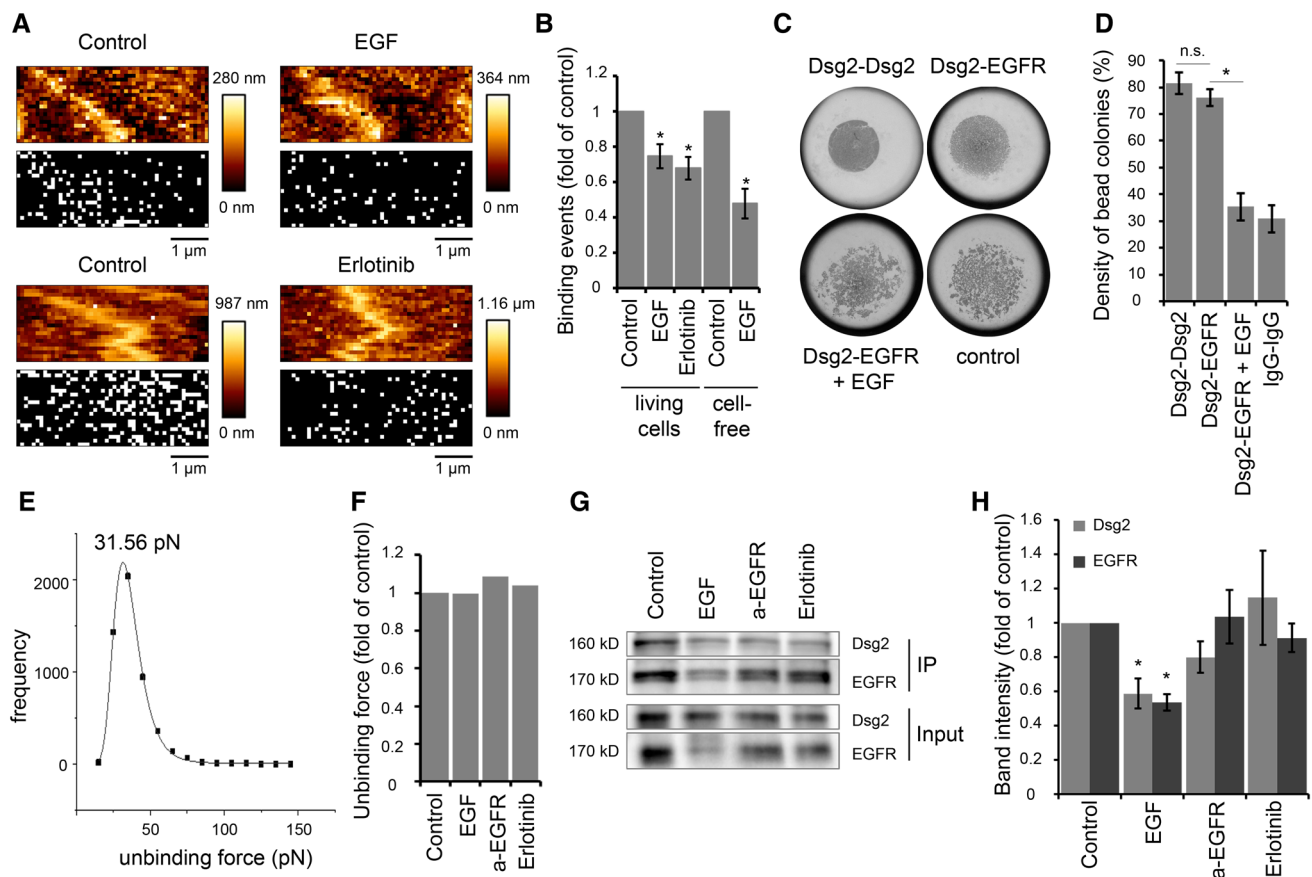 A
Control
EGF
280 nm
0 nm
364 nm
0 nm
1 µm
1 µm
Control
Erlotinib
987 nm
0 nm
1.16 µm
0 nm
1 µm
1 µm
B
Binding events (fold of control)
1.2
1
0.8
0.6
0.4
0.2
0
*
*
*
Control
EGF
Erlotinib
Control
EGF
living
cells
cell-
free
C
Dsg2-Dsg2
Dsg2-EGFR
Dsg2-EGFR
+ EGF
control
D
Density of bead colonies (%)
90
80
70
60
50
40
30
20
10
0
n.s.
*
Dsg2-Dsg2
Dsg2-EGFR
Dsg2-EGFR + EGF
IgG-IgG
E
31.56 pN
frequency
2000
1000
0
50
100
150
unbinding force (pN)
F
Unbinding force (fold of control)
1.2
1
0.8
0.6
0.4
0.2
0
Control
EGF
a-EGFR
Erlotinib
G
Control
EGF
a-EGFR
Erlotinib
160 kD
Dsg2
170 kD
EGFR
IP
160 kD
Dsg2
170 kD
EGFR
Input
H
Band intensity (fold of control)
1.6
1.4
1.2
1
0.8
0.6
0.4
0.2
0
Dsg2
EGFR
*
*
Control
EGF
a-EGFR
Erlotinib